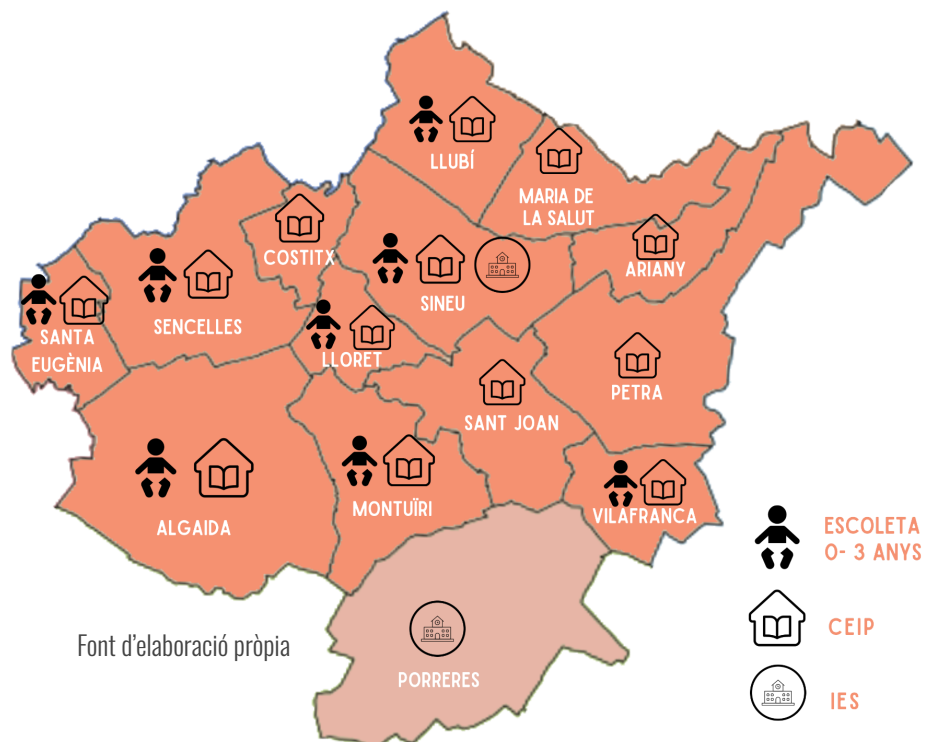 LLUBÍ
MARIA DE
LA SALUT
COSTITX
ARIANY
SINEU
SENCELLES
SANTA
EUGÈNIA
LLORET
PETRA
SANT JOAN
MONTUÏRI
VILAFRANCA
ALGAIDA
ESCOLETA
0- 3 ANYS
CEIP
Font d'elaboració pròpia
PORRERES
IES